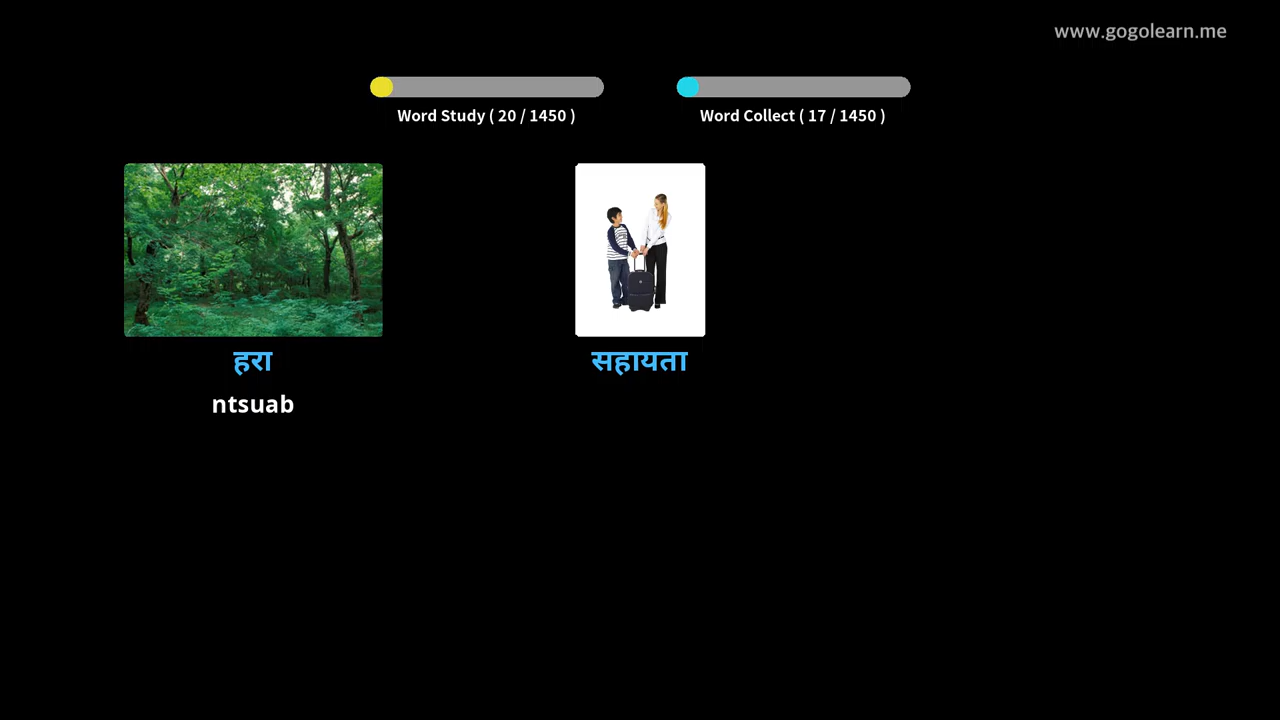 www.gogolearn.me
Word Study ( 20 / 1450 )
Word Collect ( 17 / 1450 )
हरा
ntsuab
सहायता